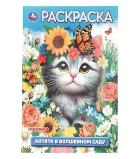 РАСКРАСКА
КОТЯТА В ВОЛШЕБНОМ САДУ